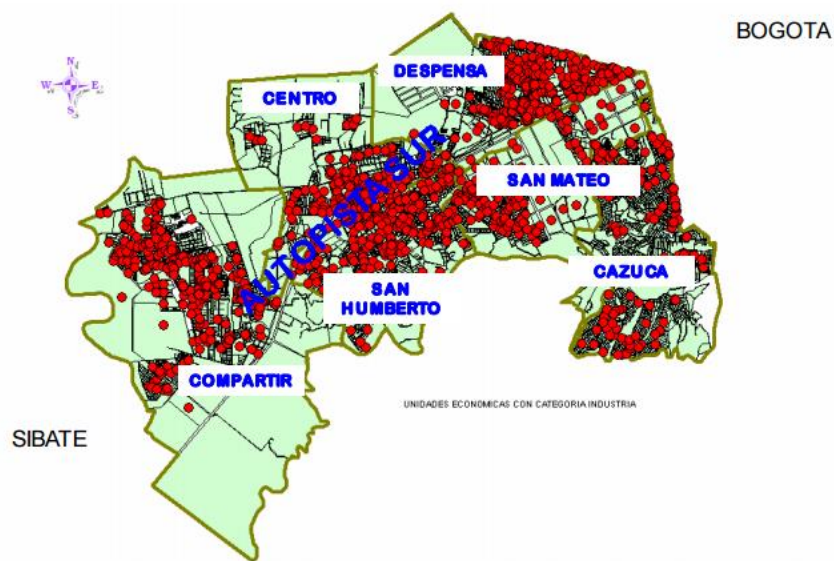 BOGOTA
DESPENSA
N
W E
S
CENTRO
AUTOPISTA SUR
SAN MATEO
CAZUCA
SAN
HUMBERTO
COMPARTIR
UNIDADES ECONOMICAS CON CATEGORIA INDUSTRIA
SIBATE